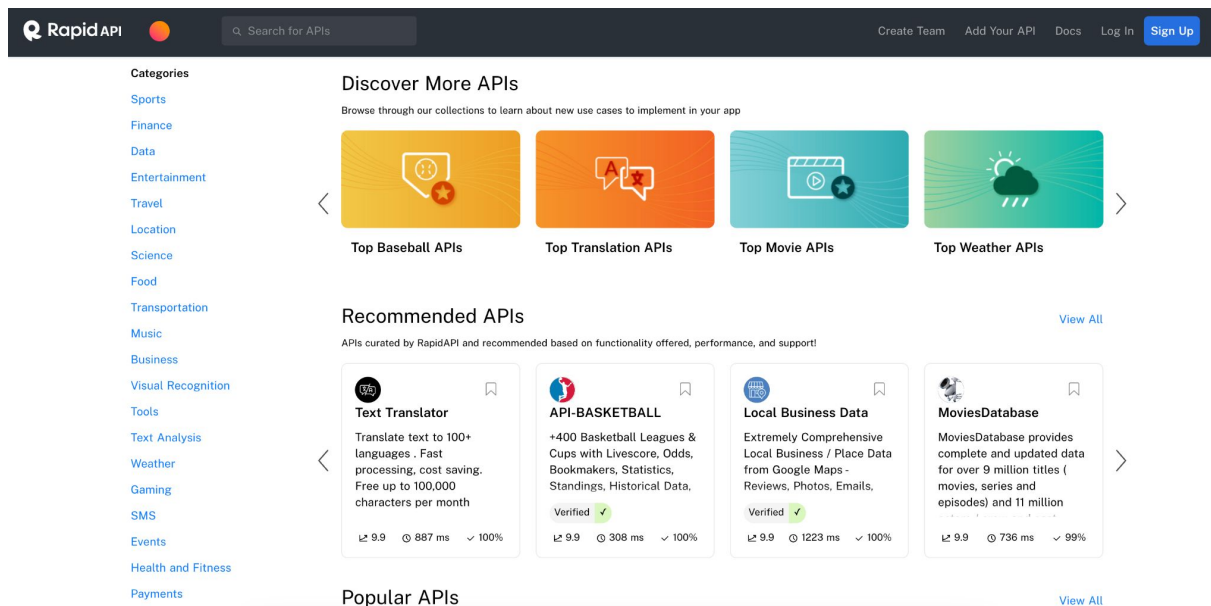 Rapid API
Search for APIs
Create Team
Add Your API
Docs
Log In
Sign Up
Categories
Sports
Finance
Data
Entertainment
Travel
Location
Science
Food
Transportation
Music
Business
Visual Recognition
Tools
Text Analysis
Weather
Gaming
SMS
Events
Health and Fitness
Payments
Discover More APIs
Browse through our collections to learn about new use cases to implement in your app
A
文
Top Baseball APIs
Top Translation APIs
Top Movie APIs
Top Weather APIs
Recommended APIs
View All
APIs curated by RapidAPI and recommended based on functionality offered, performance, and support!
Text Translator
Translate text to 100+
languages . Fast
processing, cost saving.
Free up to 100,000
characters per month
9.9 887 ms 100%
API-BASKETBALL
+400 Basketball Leagues &
Cups with Livescore, Odds,
Bookmakers, Statistics,
Standings, Historical Data,
Verified ✓
9.9 308 ms 100%
Local Business Data
Extremely Comprehensive
Local Business / Place Data
from Google Maps -
Reviews, Photos, Emails,
Verified ✓
9.9 1223 ms 100%
MoviesDatabase
MoviesDatabase provides
complete and updated data
for over 9 million titles (
movies, series and
episodes) and 11 million
9.9 736 ms 99%
Popular APIs
View All